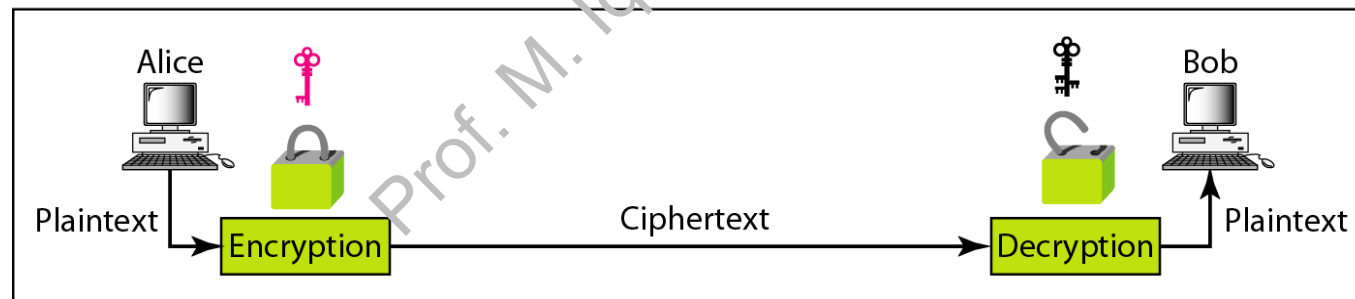 Alice
Bob
Plaintext
Encryption
Ciphertext
Decryption
Plaintext
Prof. M.